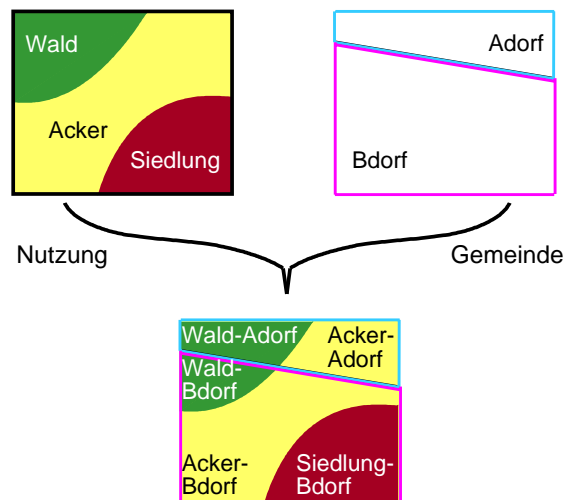 Wald
Acker
Siedlung
Adorf
Bdorf
Nutzung
Gemeinde
Wald-Adorf
Acker-
Adorf
Wald-
Bdorf
Acker-
Bdorf
Siedlung-
Bdorf